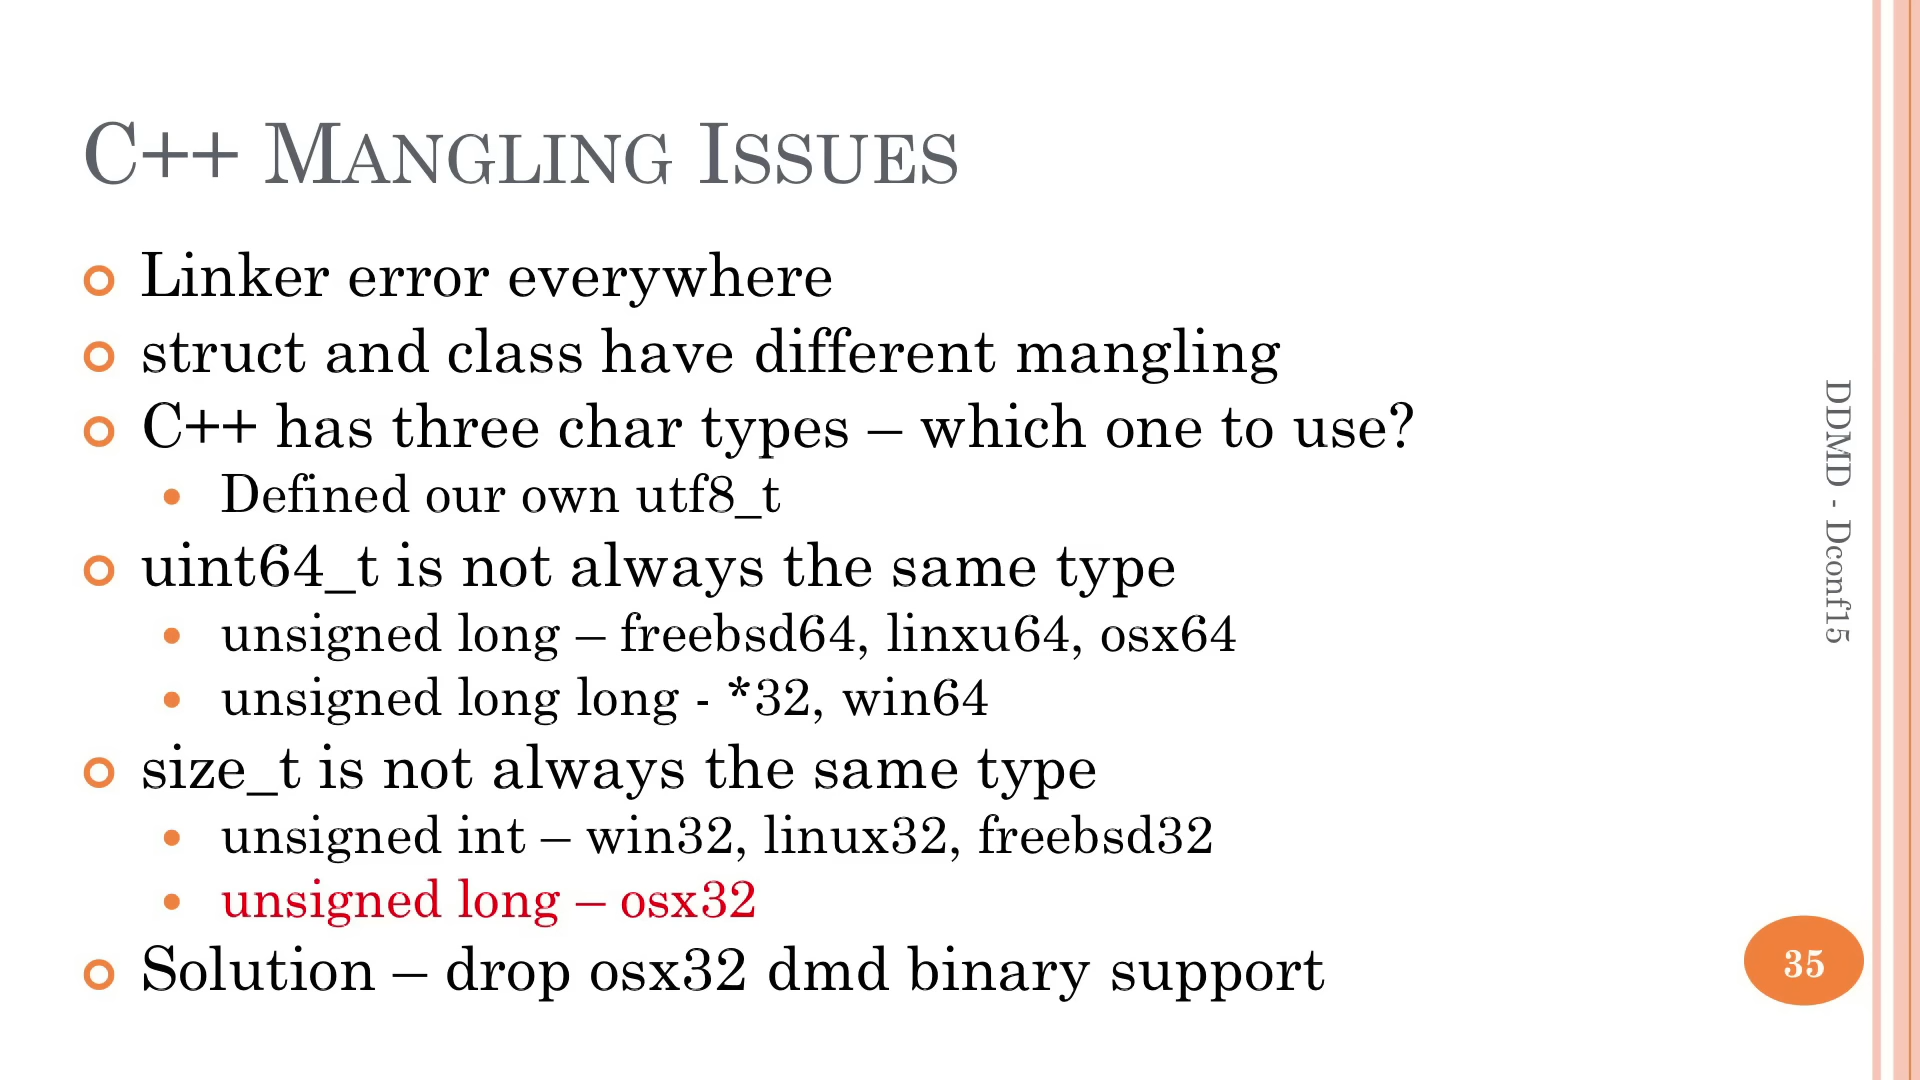 C++ MANGLING ISSUES
Linker error everywhere
struct and class have different mangling
C++ has three char types – which one to use?
Defined our own utf8_t
uint64_t is not always the same type
unsigned long – freebsd64, linxu64, osx64
unsigned long long - *32, win64
size_t is not always the same type
unsigned int – win32, linux32, freebsd32
unsigned long – osx32
Solution – drop osx32 dmd binary support
DDMD - Dconf15
35